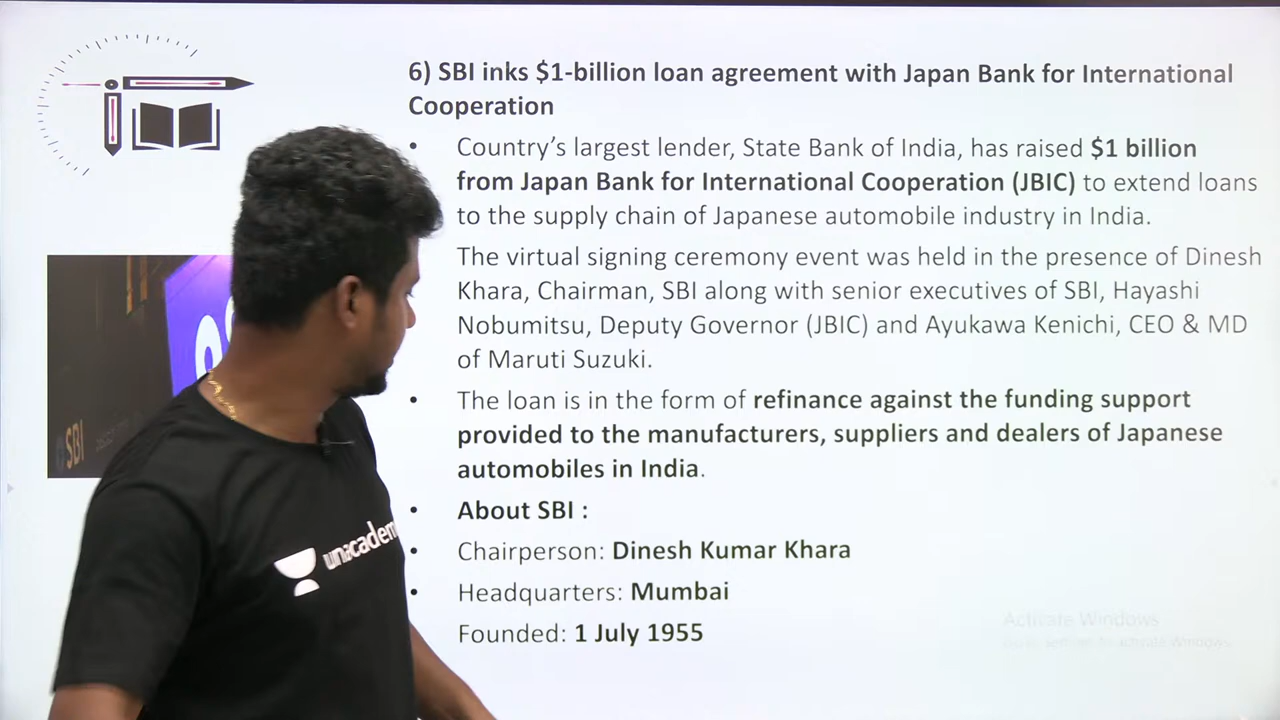 6) SBI inks $1-billion loan agreement with Japan Bank for International
Cooperation
• Country's largest lender, State Bank of India, has raised $1 billion
from Japan Bank for International Cooperation (JBIC) to extend loans
to the supply chain of Japanese automobile industry in India.
The virtual signing ceremony event was held in the presence of Dinesh
Khara, Chairman, SBI along with senior executives of SBI, Hayashi
Nobumitsu, Deputy Governor (JBIC) and Ayukawa Kenichi, CEO & MD
of Maruti Suzuki.
• The loan is in the form of refinance against the funding support
provided to the manufacturers, suppliers and dealers of Japanese
automobiles in India.
• About SBI :
• Chairperson: Dinesh Kumar Khara
• Headquarters: Mumbai
Founded: 1 July 1955
SBI
unacadem
Activate Windows